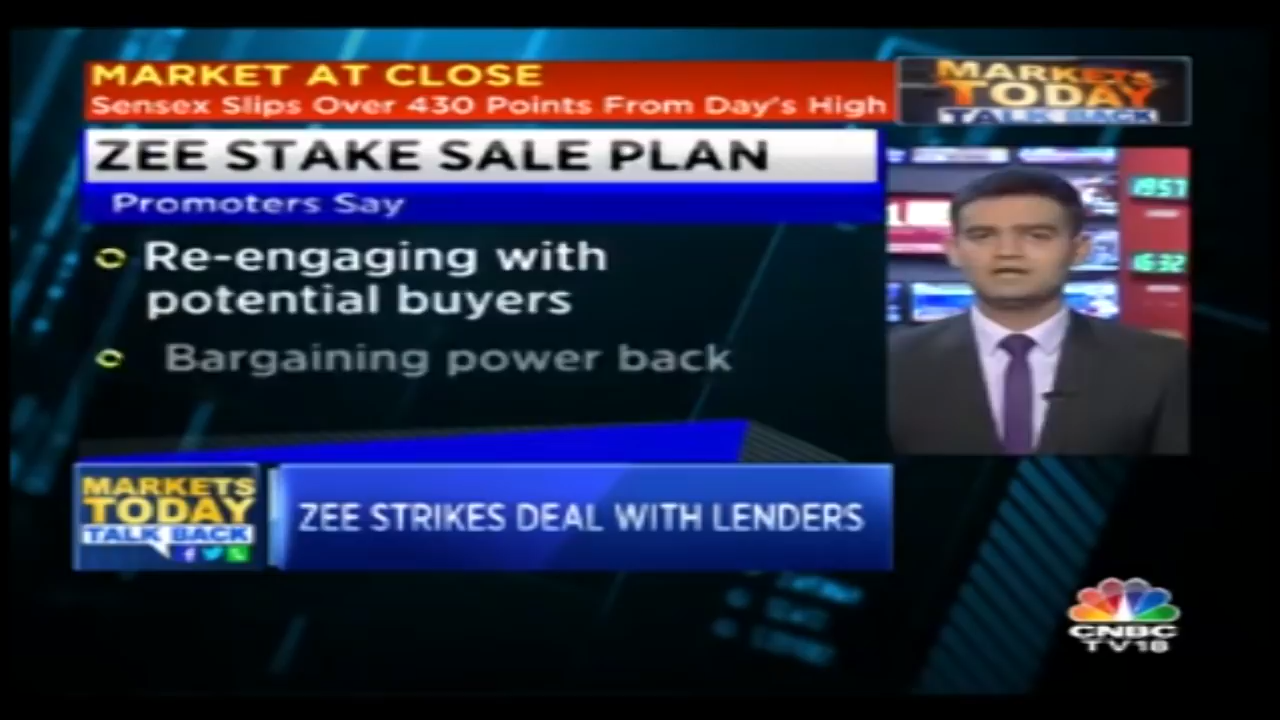 MARKET AT CLOSE
Sensex Slips Over 430 Points From Day's High
MARKETS
TODAY
TALK BACK
ZEE STAKE SALE PLAN
Promoters Say
Re-engaging with
potential buyers
Bargaining power back
1957
1632
MARKETS
TODAY
TALK BACK
ZEE STRIKES DEAL WITH LENDERS
CNBC
TV18